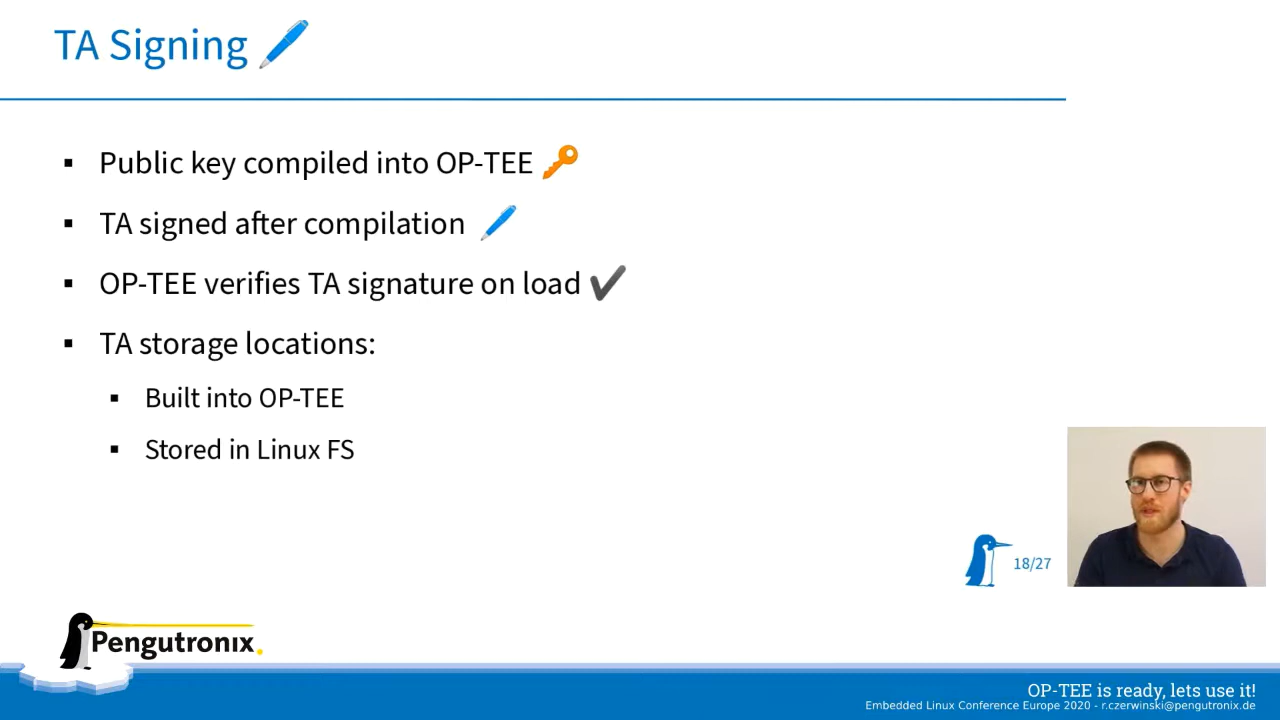 TA Signing
Public key compiled into OP-TEE
TA signed after compilation
OP-TEE verifies TA signature on load
TA storage locations:
Built into OP-TEE
Stored in Linux FS
18/27
Pengutronix.
OP-TEE is ready, lets use it!
Embedded Linux Conference Europe 2020 - r.czerwinski@pengutronix.de